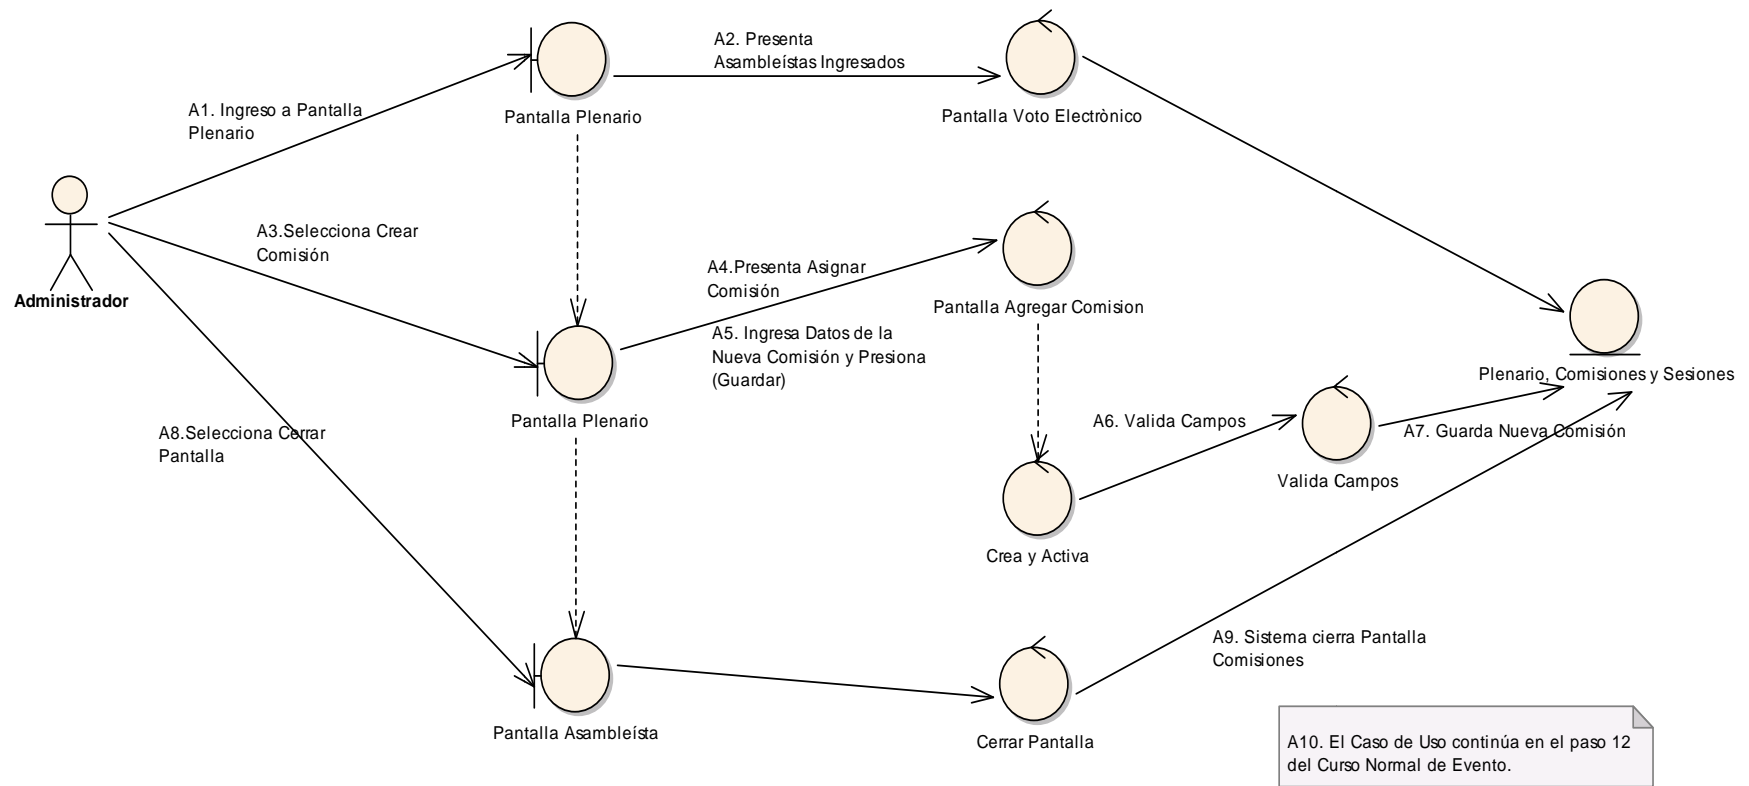 A2. Presenta
Asambleístas Ingresados
A1. Ingreso a Pantalla
Plenario
Pantalla Plenario
Pantalla Voto Electrònico
A3.Selecciona Crear
Comisión
Administrador
A4.Presenta Asignar
Comisión
Pantalla Agregar Comision
A5. Ingresa Datos de la
Nueva Comisión y Presiona
(Guardar)
Plenario, Comisiones y Sesiones
Pantalla Plenario
A6. Valida Campos
A7. Guarda Nueva Comisión
A8.Selecciona Cerrar
Pantalla
Valida Campos
Crea y Activa
A9. Sistema cierra Pantalla
Comisiones
Pantalla Asambleísta
Cerrar Pantalla
A10. El Caso de Uso continúa en el paso 12
del Curso Normal de Evento.